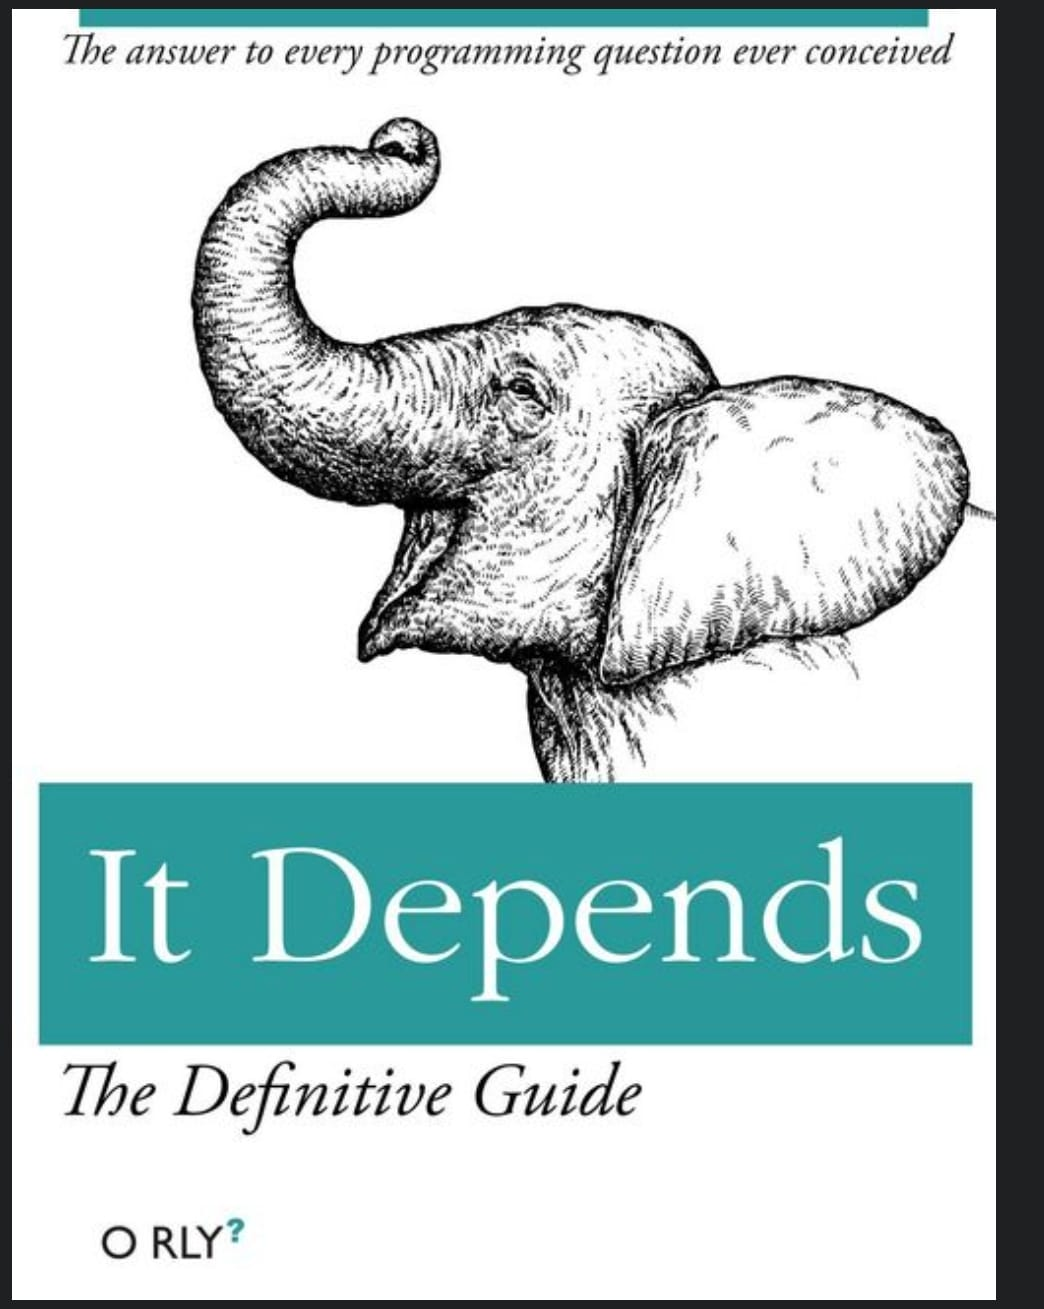 The answer to every programming question ever conceived
It Depends
The Definitive Guide
O RLY?